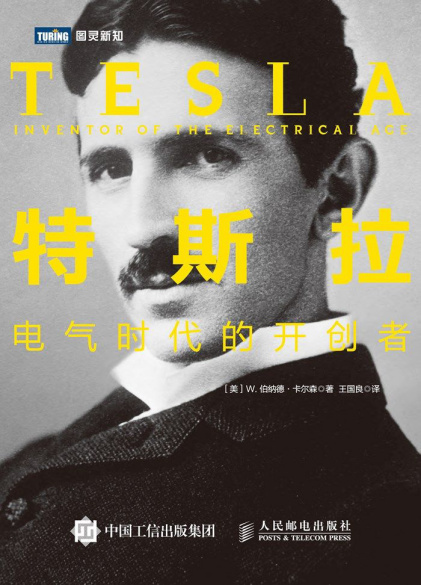 TURING 图灵新知
TESLA
INVENTOR OF THE ElECTRICAl AGE
特斯拉
电气时代的开创者
[美] W. 伯纳德·卡尔森◎著 王国良◎译
中国工信出版集团 人民邮电出版社
POSTS & TELECOM PRESS